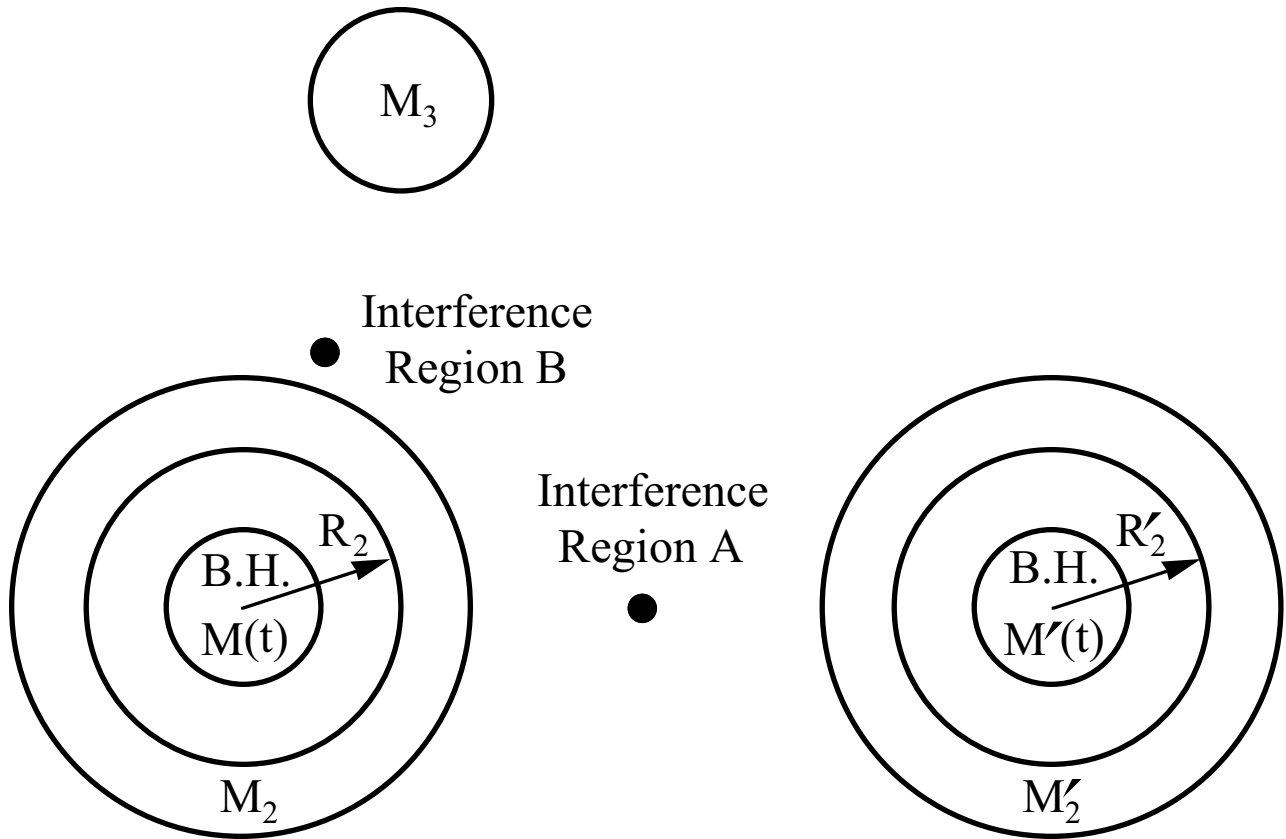 M₃
Interference
Region B
Interference
Region A
R₂
B.H.
M(t)
M₂
R′₂
B.H.
M′(t)
M′₂